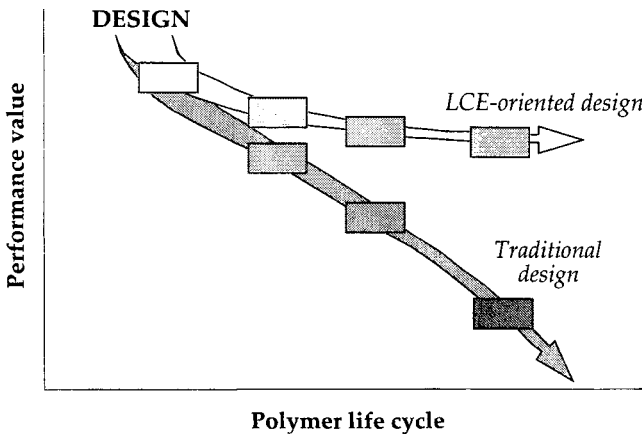 DESIGN
LCE-oriented design
Traditional
design
Performance value
Polymer life cycle